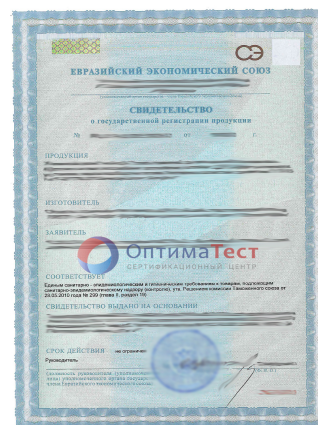 СЭ
ЕВРАЗИЙСКИЙ ЭКОНОМИЧЕСКИЙ СОЮЗ
СВИДЕТЕЛЬСТВО
о государственной регистрации продукции
№ от г.
ПРОДУКЦИЯ
ИЗГОТОВИТЕЛЬ
ЗАЯВИТЕЛЬ
ОптимаТест
СЕРТИФИКАЦИОННЫЙ ЦЕНТР
СООТВЕТСТВУЕТ
Единым санитарно - эпидемиологическим и гигиеническим требованиям к товарам, подлежащим
санитарно-эпидемиологическому надзору (контролю), утв. Решением Комиссии Таможенного союза от
28.05.2010 года № 299 (глава II, раздел 19)
СВИДЕТЕЛЬСТВО ВЫДАНО НА ОСНОВАНИИ
СРОК ДЕЙСТВИЯ не ограничен
Руководитель